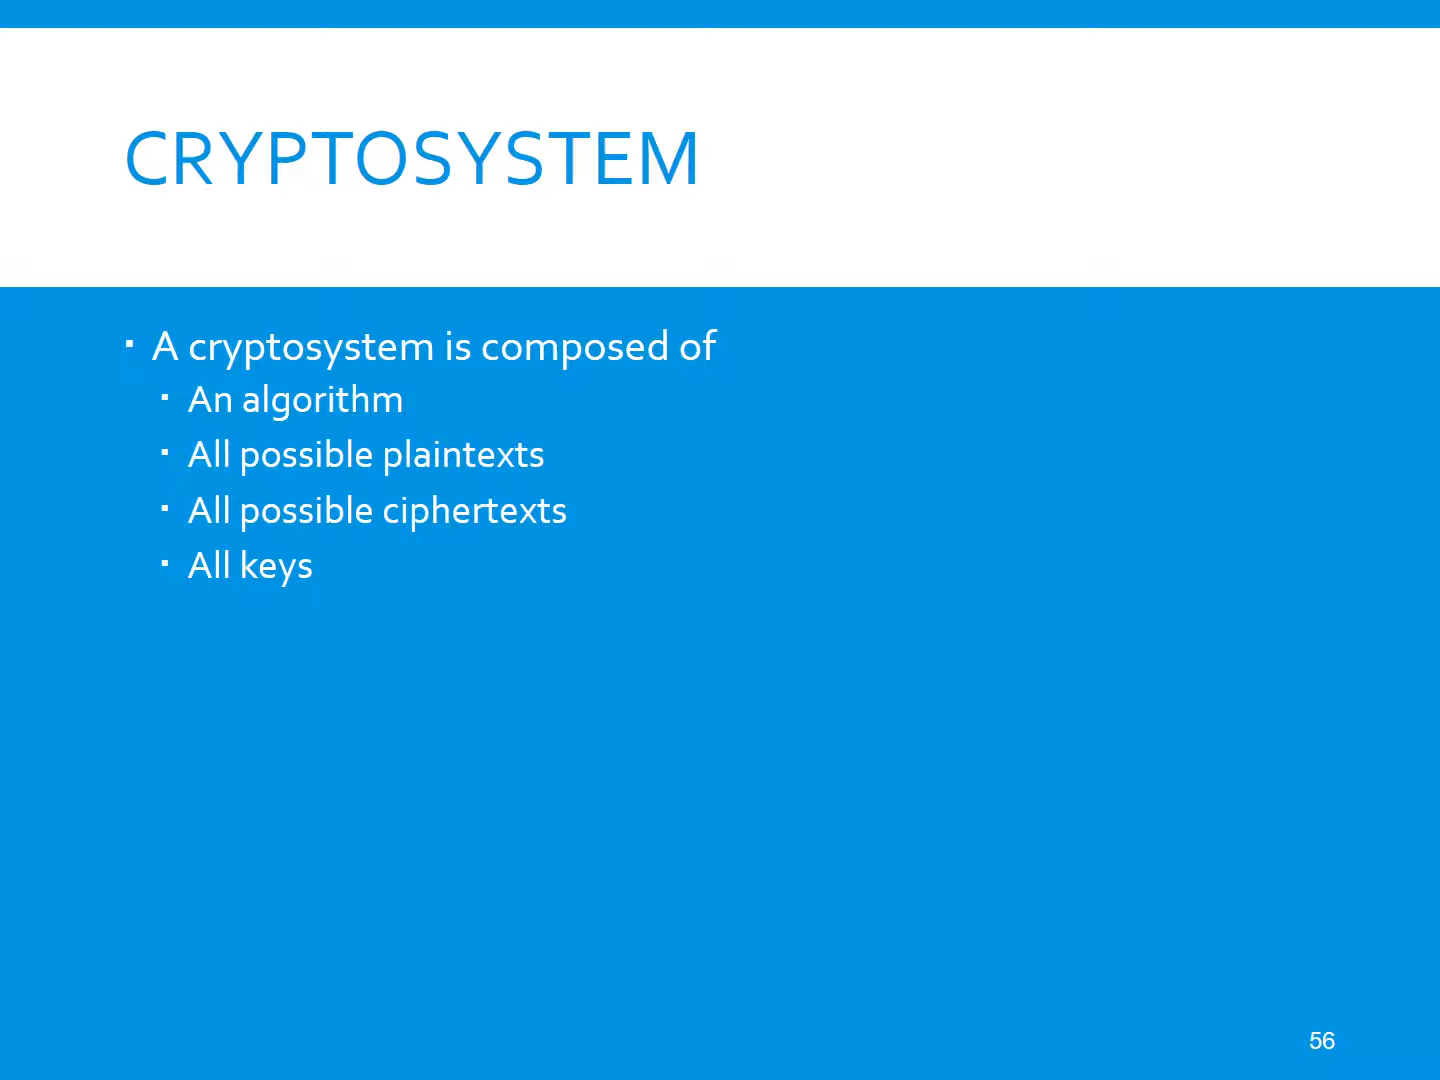 CRYPTOSYSTEM
▪ A cryptosystem is composed of
▪ An algorithm
▪ All possible plaintexts
▪ All possible ciphertexts
▪ All keys
56